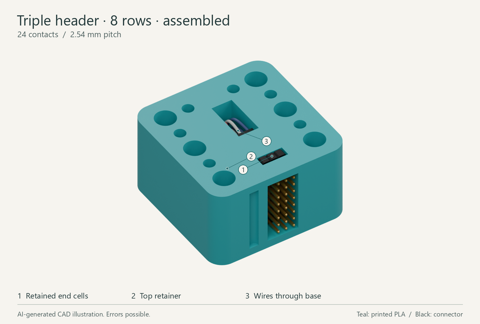 Triple header · 8 rows · assembled
24 contacts / 2.54 mm pitch
3
2
1
1 Retained end cells 2 Top retainer 3 Wires through base
AI-generated CAD illustration. Errors possible. Teal: printed PLA / Black: connector